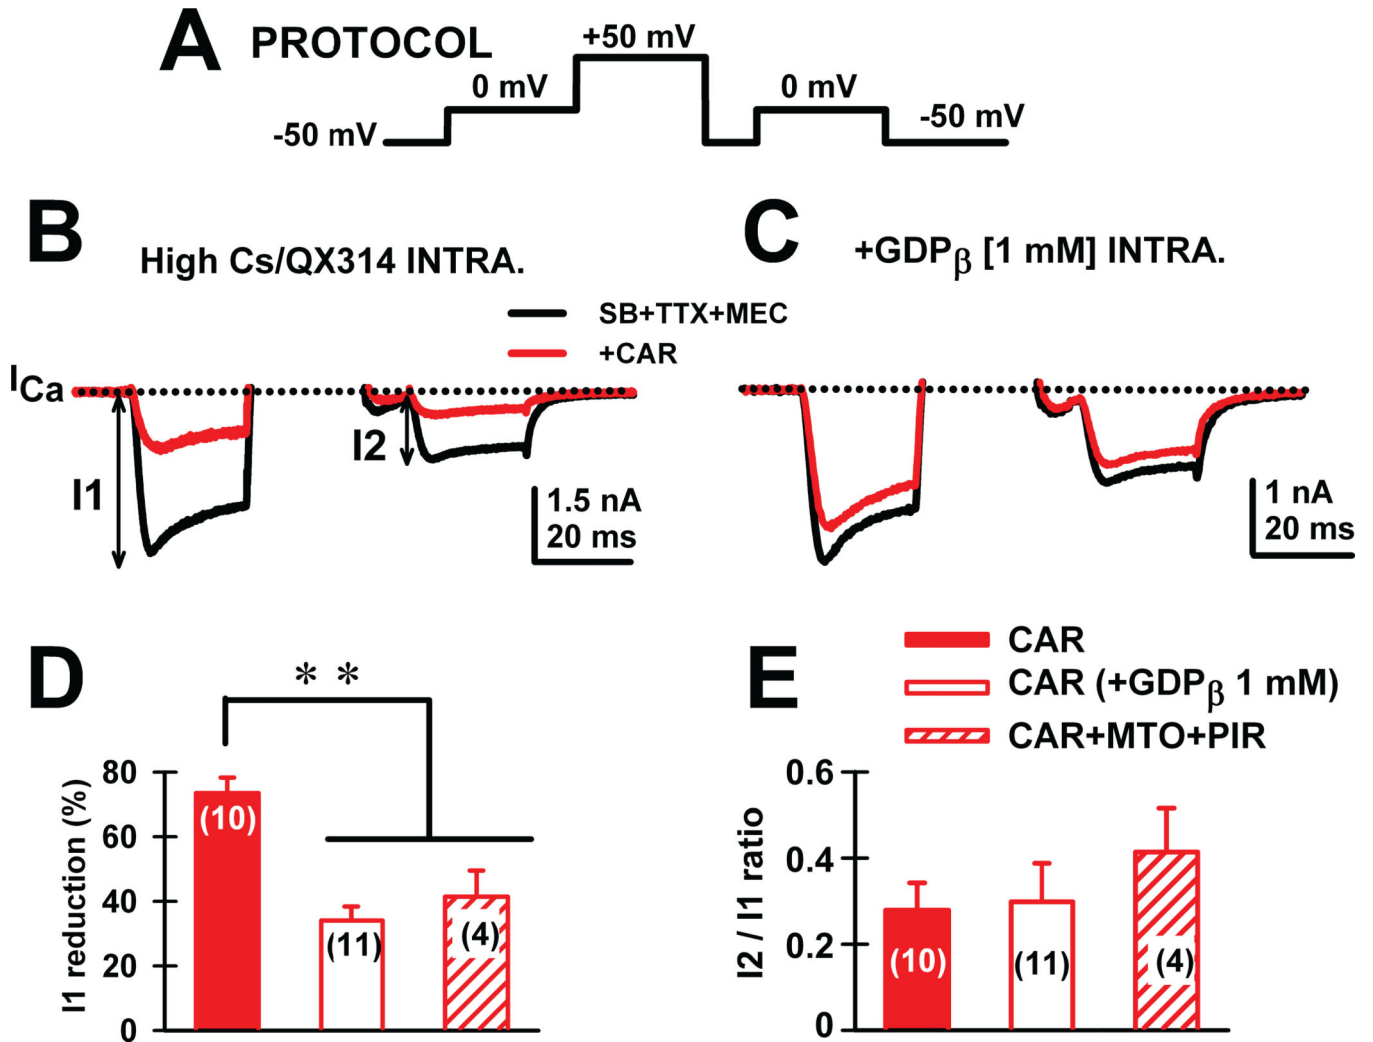 A PROTOCOL
+50 mV
0 mV
0 mV
-50 mV
-50 mV
B
High Cs/QX314 INTRA.
C
+GDPβ [1 mM] INTRA.
SB+TTX+MEC
+CAR
ICa
I1
I2
1.5 nA
20 ms
1 nA
20 ms
D
* *
I1 reduction (%)
80
60
40
20
0
(10)
(11)
(4)
E
CAR
CAR (+GDPβ 1 mM)
CAR+MTO+PIR
I2 / I1 ratio
0.6
0.4
0.2
0
(10)
(11)
(4)